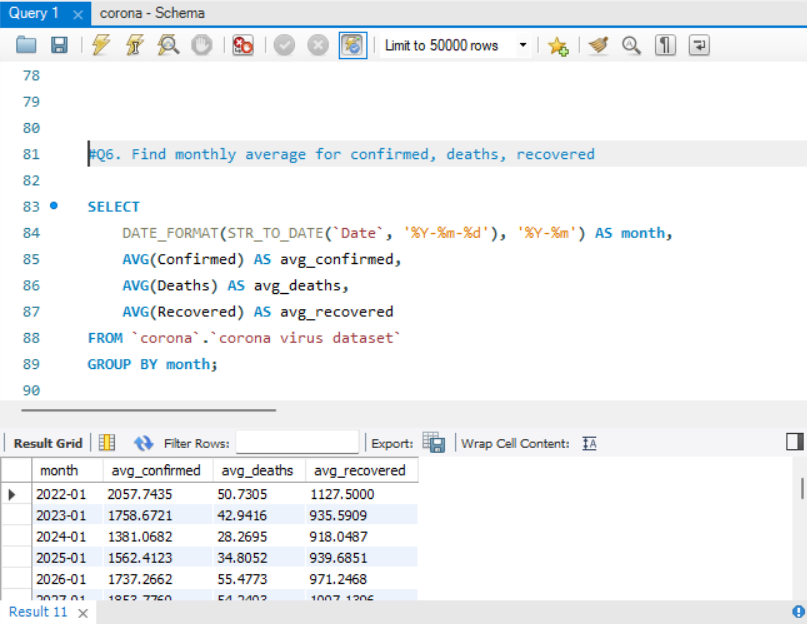 Query 1 × corona - Schema
Limit to 50000 rows
78
79
80
81 #Q6. Find monthly average for confirmed, deaths, recovered
82
83 SELECT
84 DATE_FORMAT(STR_TO_DATE(`Date`, '%Y-%m-%d'), '%Y-%m') AS month,
85 AVG(Confirmed) AS avg_confirmed,
86 AVG(Deaths) AS avg_deaths,
87 AVG(Recovered) AS avg_recovered
88 FROM `corona`.`corona virus dataset`
89 GROUP BY month;
90
Result Grid Filter Rows: Export: Wrap Cell Content:
month avg_confirmed avg_deaths avg_recovered
2022-01 2057.7435 50.7305 1127.5000
2023-01 1758.6721 42.9416 935.5909
2024-01 1381.0682 28.2695 918.0487
2025-01 1562.4123 34.8052 939.6851
2026-01 1737.2662 55.4773 971.2468
Result 11 ×